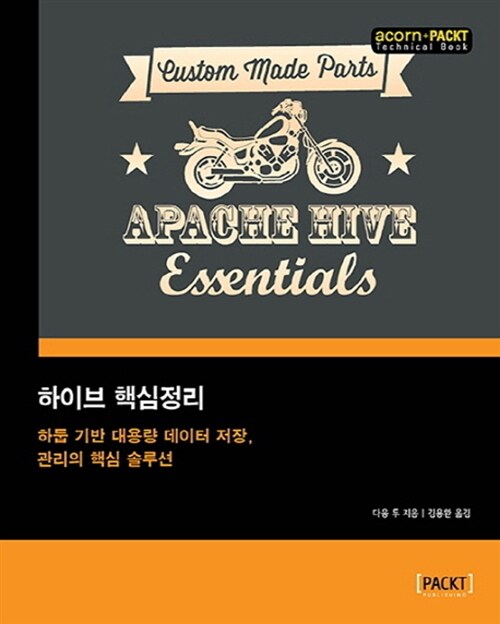 acorn+PACKT
Technical Book
Custom Made Parts
APACHE HIVE
Essentials
하이브 핵심정리
하둡 기반 대용량 데이터 저장,
관리의 핵심 솔루션
다융 두 지음 | 김용환 옮김
[PACKT]
PUBLISHING